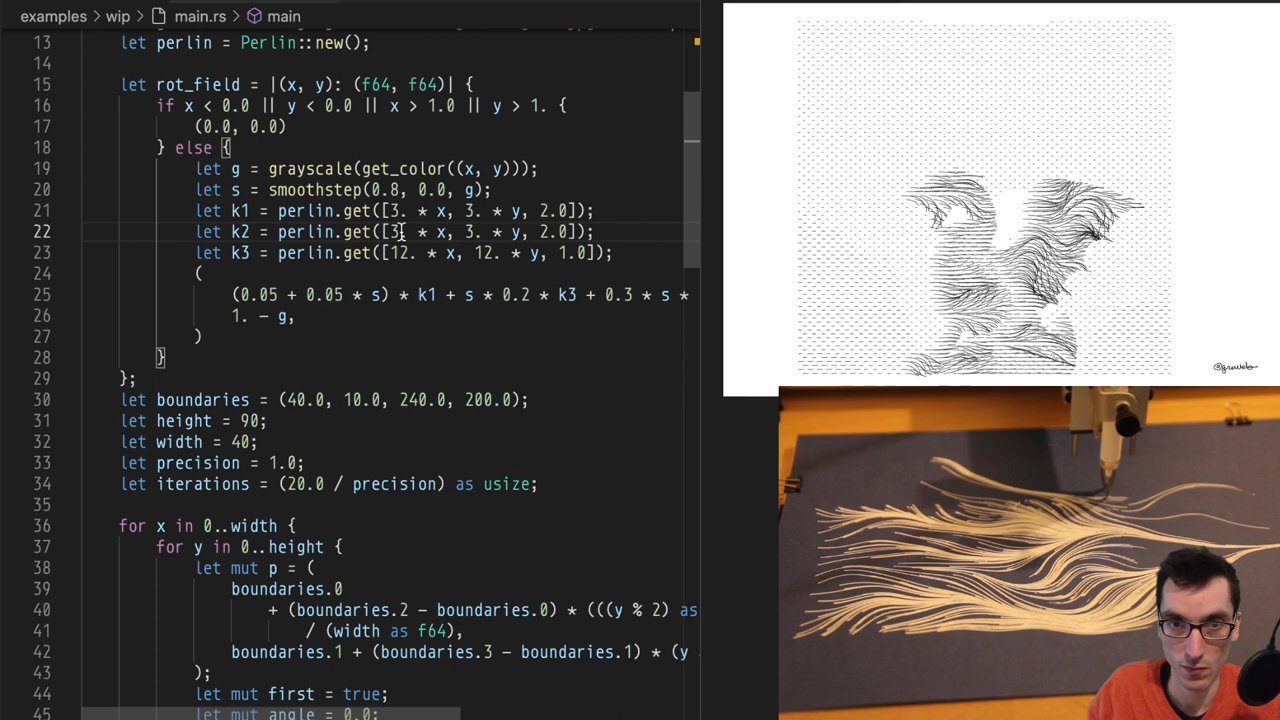 examples > wip > main.rs > main
13 let perlin = Perlin::new();
14
15 let rot_field = |(x, y): (f64, f64)| {
16 if x < 0.0 || y < 0.0 || x > 1.0 || y > 1. {
17 (0.0, 0.0)
18 } else {
19 let g = grayscale(get_color((x, y)));
20 let s = smoothstep(0.8, 0.0, g);
21 let k1 = perlin.get([3. * x, 3. * y, 2.0]);
22 let k2 = perlin.get([3. * x, 3. * y, 2.0]);
23 let k3 = perlin.get([12. * x, 12. * y, 1.0]);
24 (
25 (0.05 + 0.05 * s) * k1 + s * 0.2 * k3 + 0.3 * s *
26 1. - g,
27 )
28 }
29 };
30 let boundaries = (40.0, 10.0, 240.0, 200.0);
31 let height = 90;
32 let width = 40;
33 let precision = 1.0;
34 let iterations = (20.0 / precision) as usize;
35
36 for x in 0..width {
37 for y in 0..height {
38 let mut p = (
39 boundaries.0
40 + (boundaries.2 - boundaries.0) * (((y % 2) as
41 / (width as f64),
42 boundaries.1 + (boundaries.3 - boundaries.1) * (y
43 );
44 let mut first = true;
45 let mut angle = 0.0;
@greweb